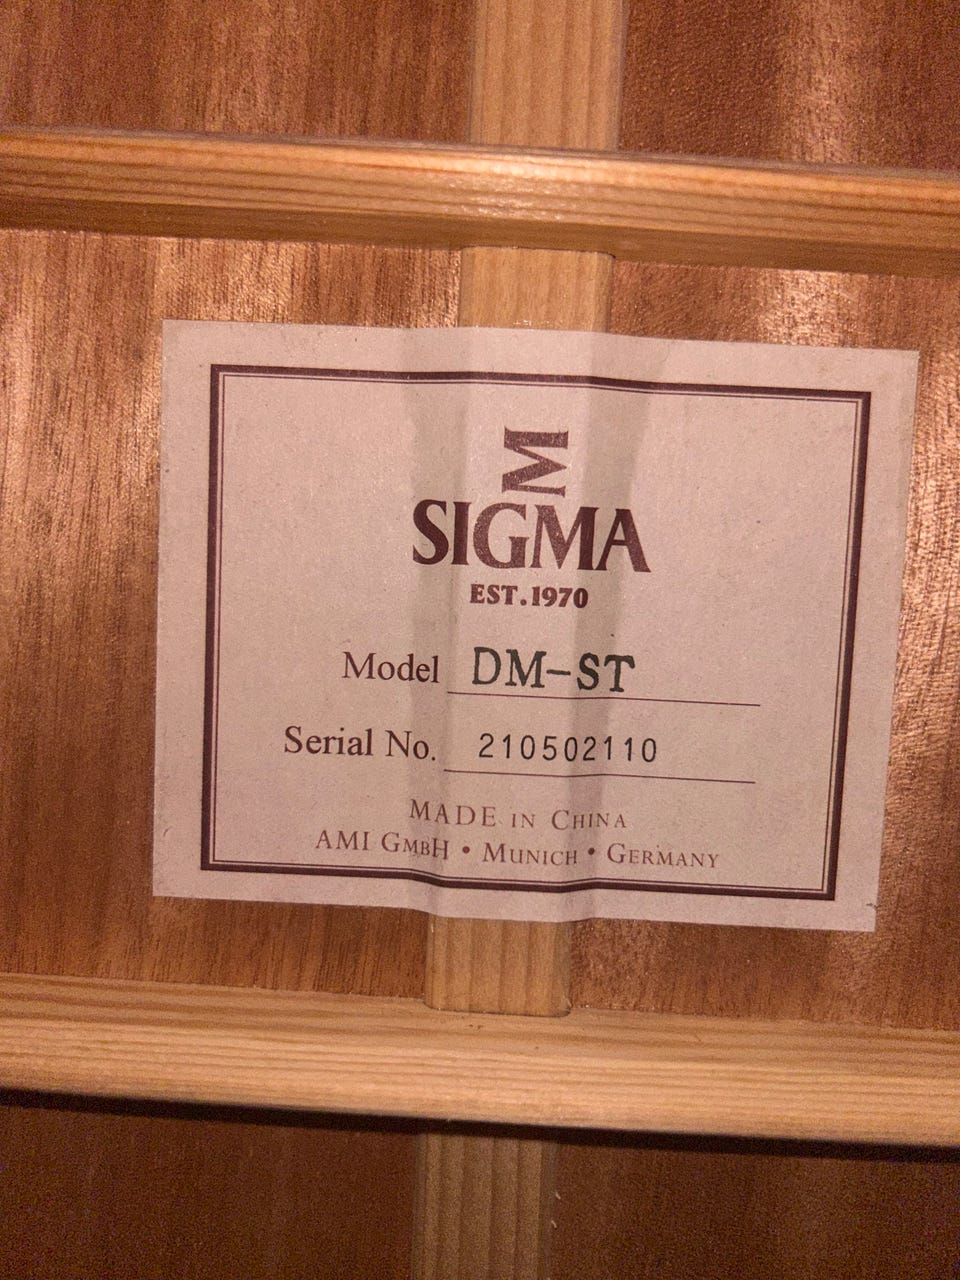 Σ
SIGMA
EST.1970
Model DM-ST
Serial No. 210502110
MADE IN CHINA
AMI GMBH • MUNICH • GERMANY